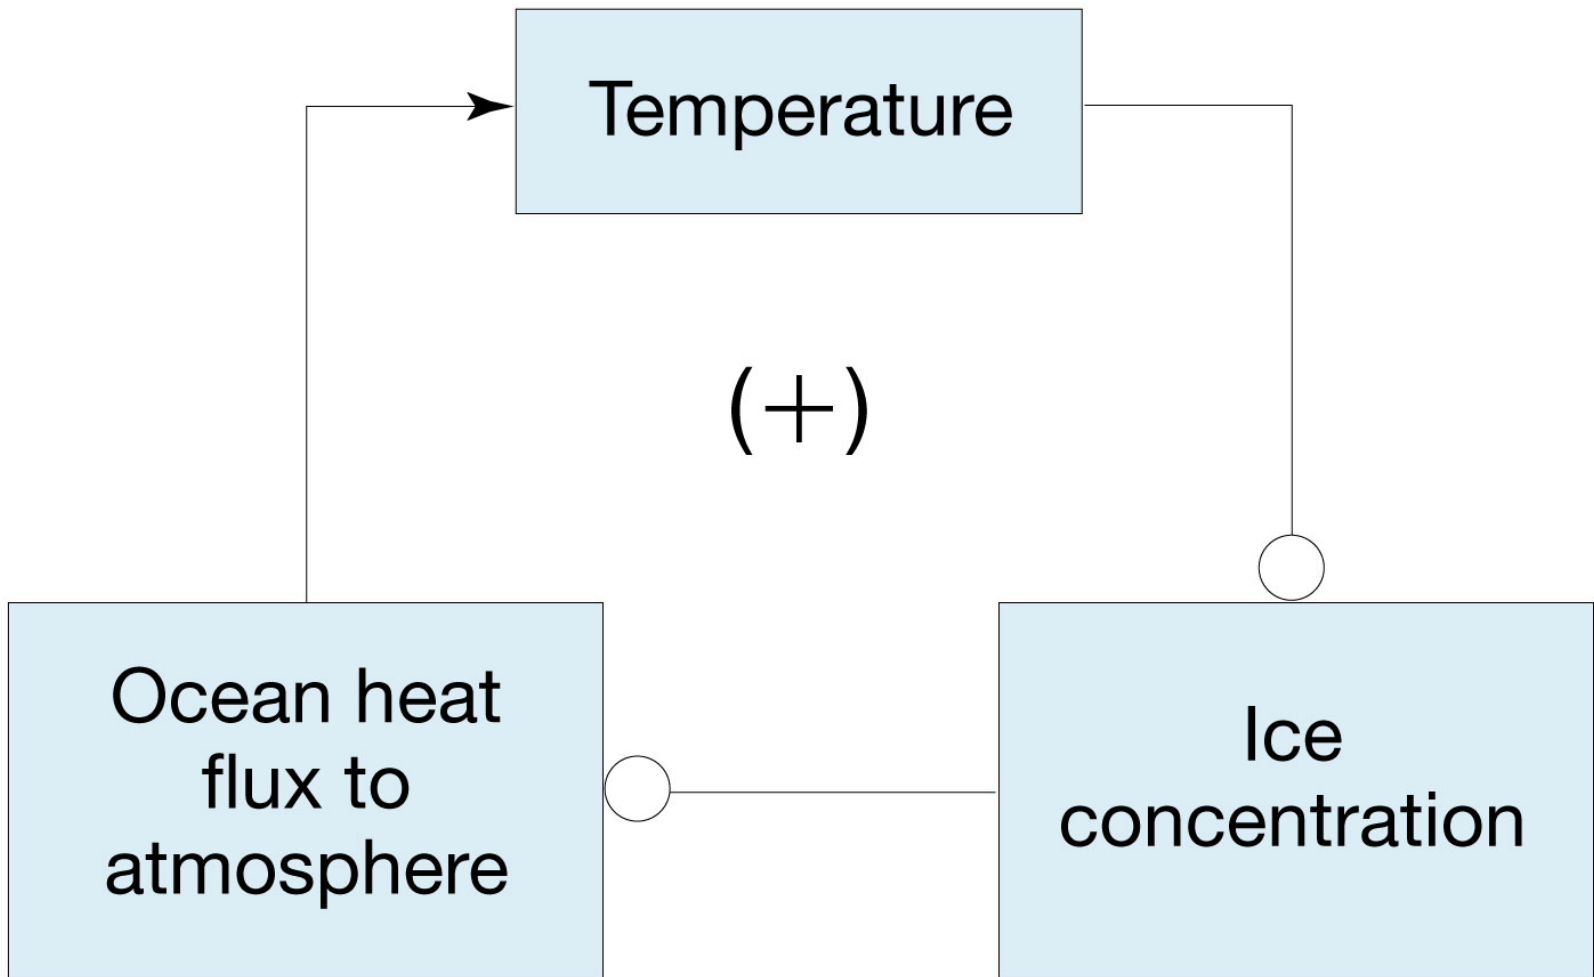 Temperature
(+)
Ocean heat
flux to
atmosphere
Ice
concentration